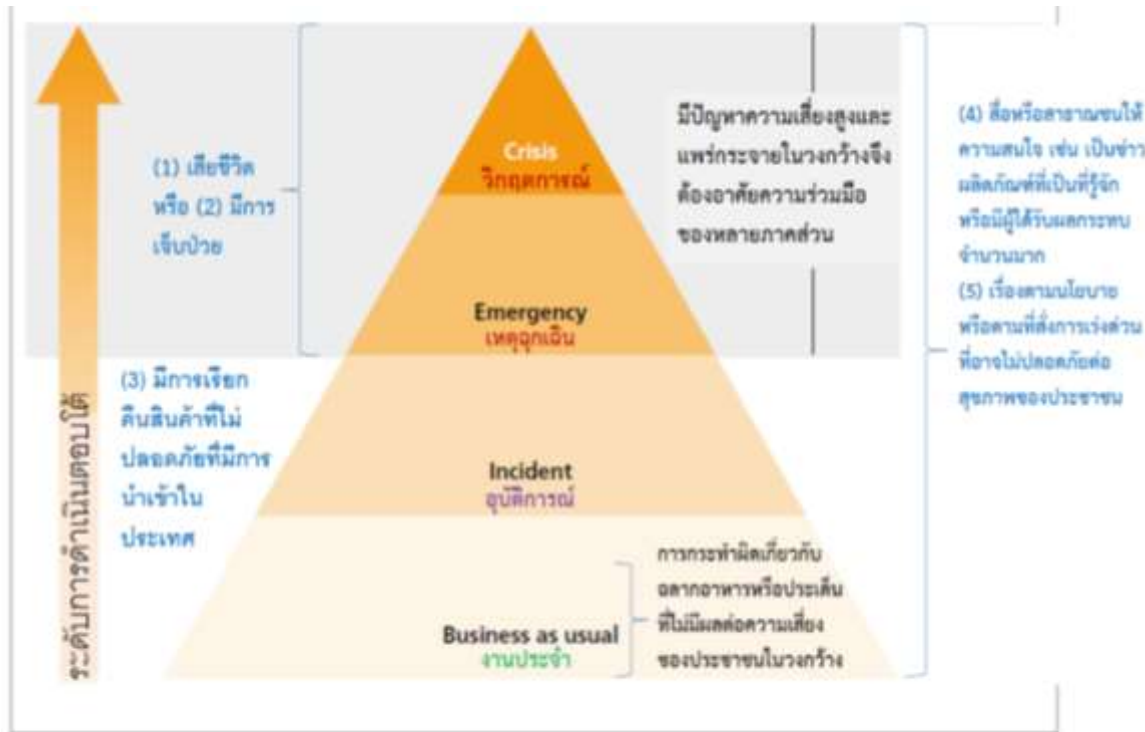 ระดับการดำเนินตอบโต้
(1) เสียชีวิต
หรือ (2) มีการ
เจ็บป่วย
(3) มีการเรียก
คืนสินค้าที่ไม่
ปลอดภัยที่มีการ
นำเข้าใน
ประเทศ
Crisis
วิกฤตการณ์
Emergency
เหตุฉุกเฉิน
Incident
อุบัติการณ์
Business as usual
งานประจำ
มีปัญหาความเสี่ยงสูงและ
แพร่กระจายในวงกว้างจึง
ต้องอาศัยความร่วมมือ
ของหลายภาคส่วน
การกระทำผิดเกี่ยวกับ
ฉลากอาหารหรือประเด็น
ที่ไม่มีผลต่อความเสี่ยง
ของประชาชนในวงกว้าง
(4) สื่อหรือสาธารณชนให้
ความสนใจ เช่น เป็นข่าว
ผลิตภัณฑ์ที่เป็นที่รู้จัก
หรือมีผู้ได้รับผลกระทบ
จำนวนมาก
(5) เรื่องตามนโยบาย
หรือตามที่สั่งการเร่งด่วน
ที่อาจไม่ปลอดภัยต่อ
สุขภาพของประชาชน